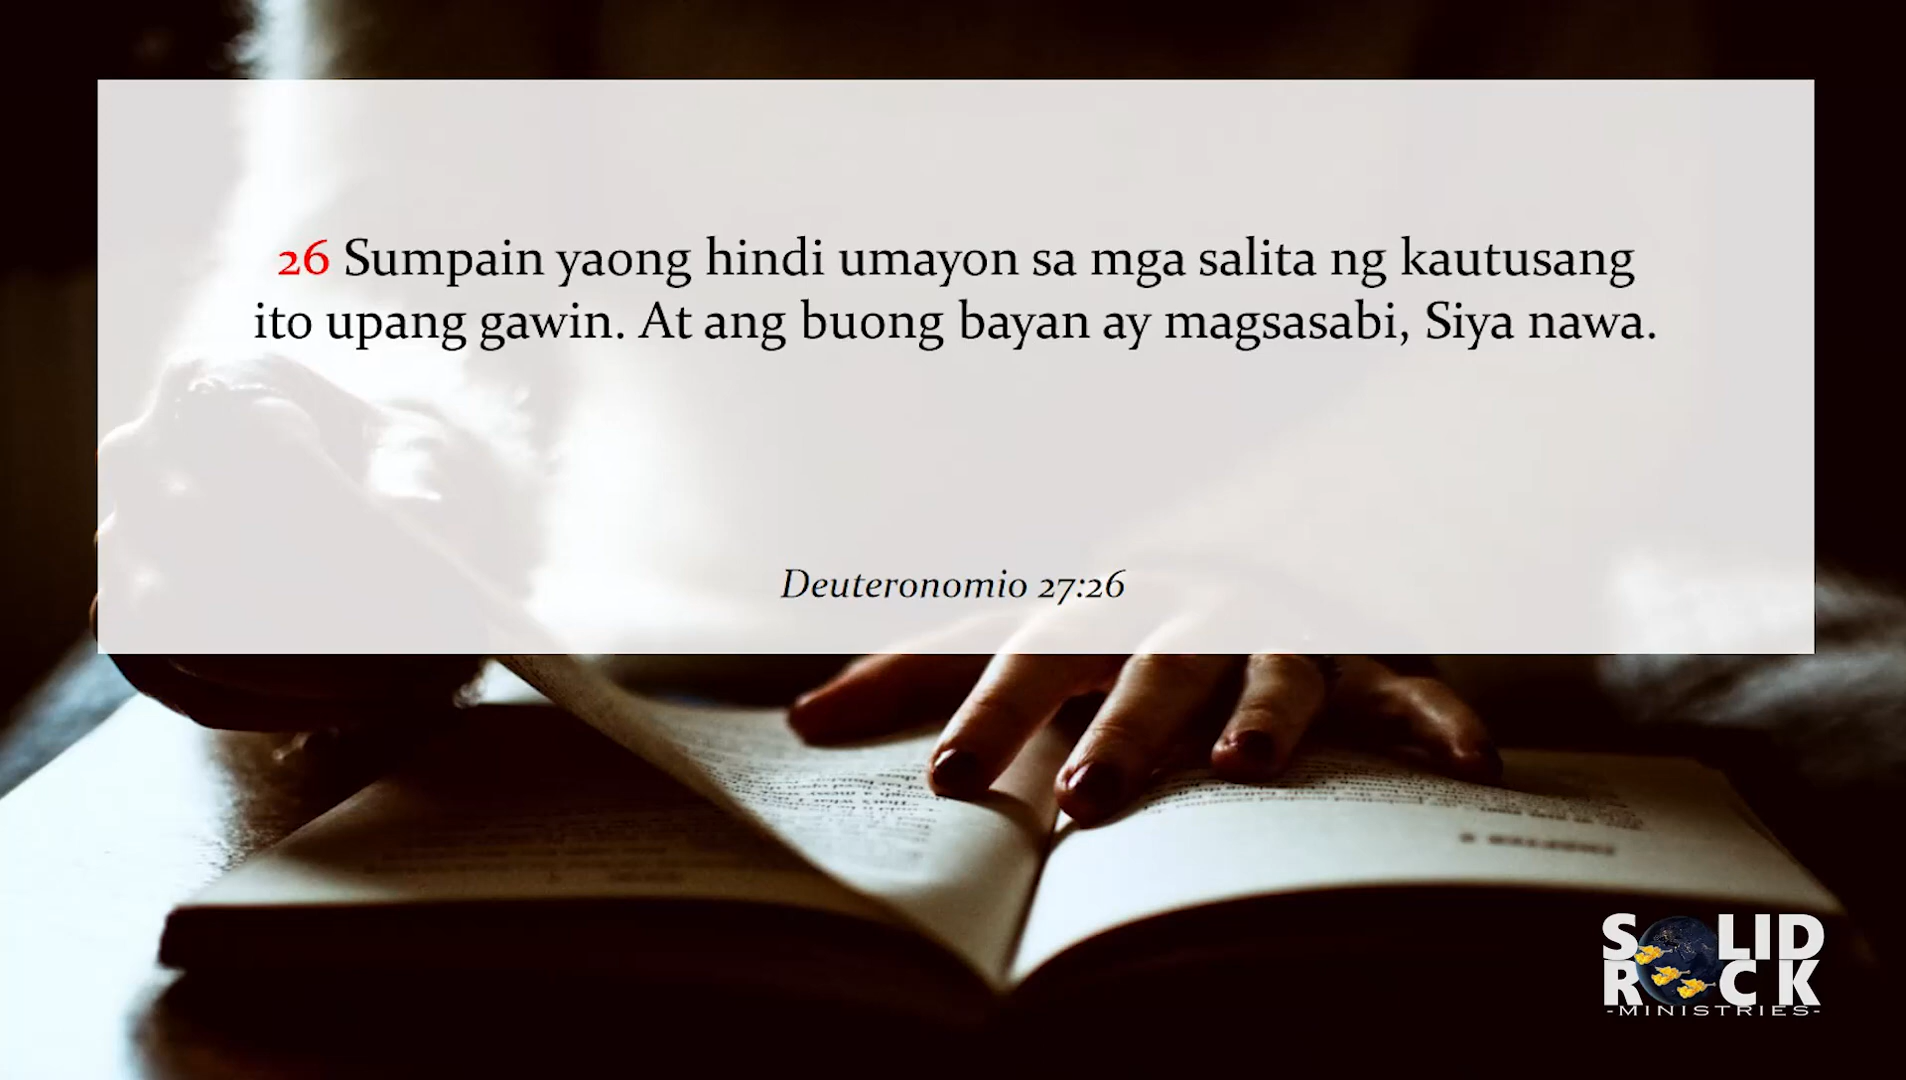 26 Sumpain yaong hindi umayon sa mga salita ng kautusang
ito upang gawin. At ang buong bayan ay magsasabi, Siya nawa.
Deuteronomio 27:26
SOLID
ROCK
-MINISTRIES-